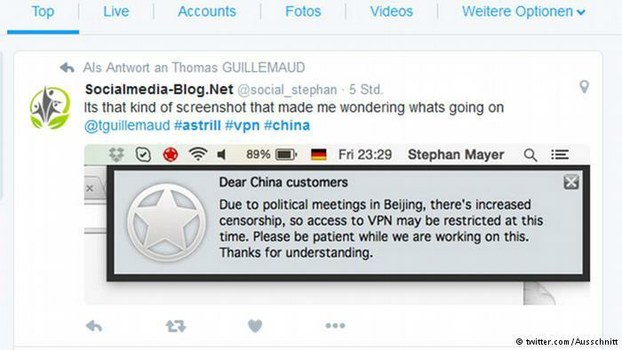 Top Live Accounts Fotos Videos Weitere Optionen
Als Antwort an Thomas GUILLEMAUD
Socialmedia-Blog.Net @social_stephan · 5 Std.
Its that kind of screenshot that made me wondering whats going on
@tguillemaud #astrill #vpn #china
89% Fri 23:29 Stephan Mayer
Dear China customers
Due to political meetings in Beijing, there's increased
censorship, so access to VPN may be restricted at this
time. Please be patient while we are working on this.
Thanks for understanding.
© twitter.com/Ausschnitt